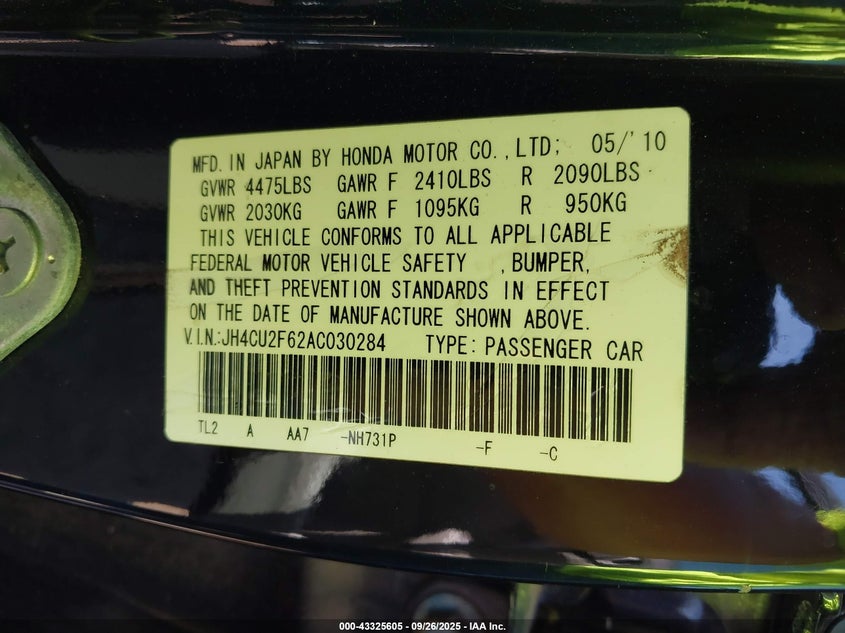 MFD. IN JAPAN BY HONDA MOTOR CO., LTD; 05/'10
GVWR 4475LBS GAWR F 2410LBS R 2090LBS
GVWR 2030KG GAWR F 1095KG R 950KG
THIS VEHICLE CONFORMS TO ALL APPLICABLE
FEDERAL MOTOR VEHICLE SAFETY , BUMPER,
AND THEFT PREVENTION STANDARDS IN EFFECT
ON THE DATE OF MANUFACTURE SHOWN ABOVE.
V.I.N.:JH4CU2F62AC030284 TYPE: PASSENGER CAR
TL2 A AA7 -NH731P -F -C
000-43325605 - 09/26/2025 - IAA Inc.